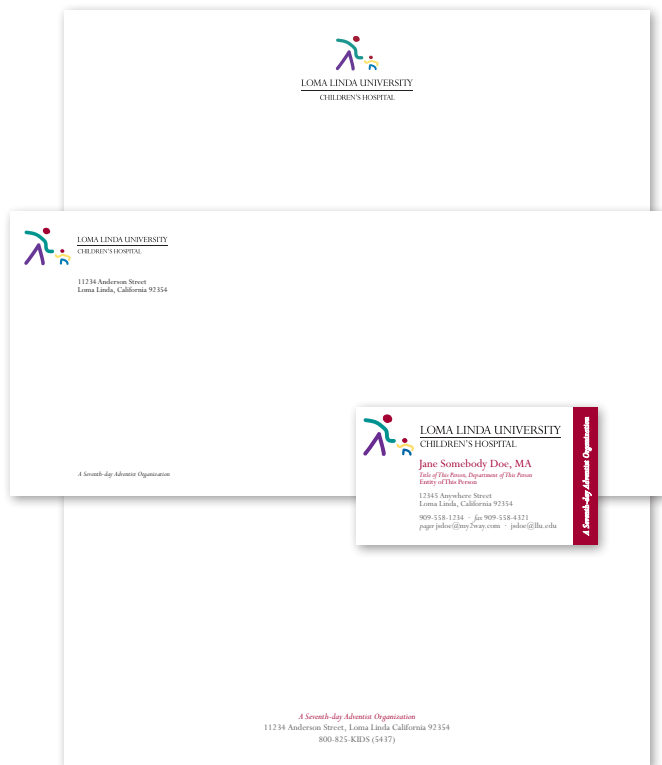 LOMA LINDA UNIVERSITY
CHILDREN'S HOSPITAL
LOMA LINDA UNIVERSITY
CHILDREN'S HOSPITAL
11234 Anderson Street
Loma Linda, California 92354
A Seventh-day Adventist Organization
LOMA LINDA UNIVERSITY
CHILDREN'S HOSPITAL
Jane Somebody Doe, MA
Title of This Person, Department of This Person
Entity of This Person
12345 Anywhere Street
Loma Linda, California 92354
909-558-1234 · fax 909-558-4321
pager jsdoc@my2way.com · jsdoc@llu.edu
A Seventh-day Adventist Organization
A Seventh-day Adventist Organization
11234 Anderson Street, Loma Linda California 92354
800-825-KIDS (5437)